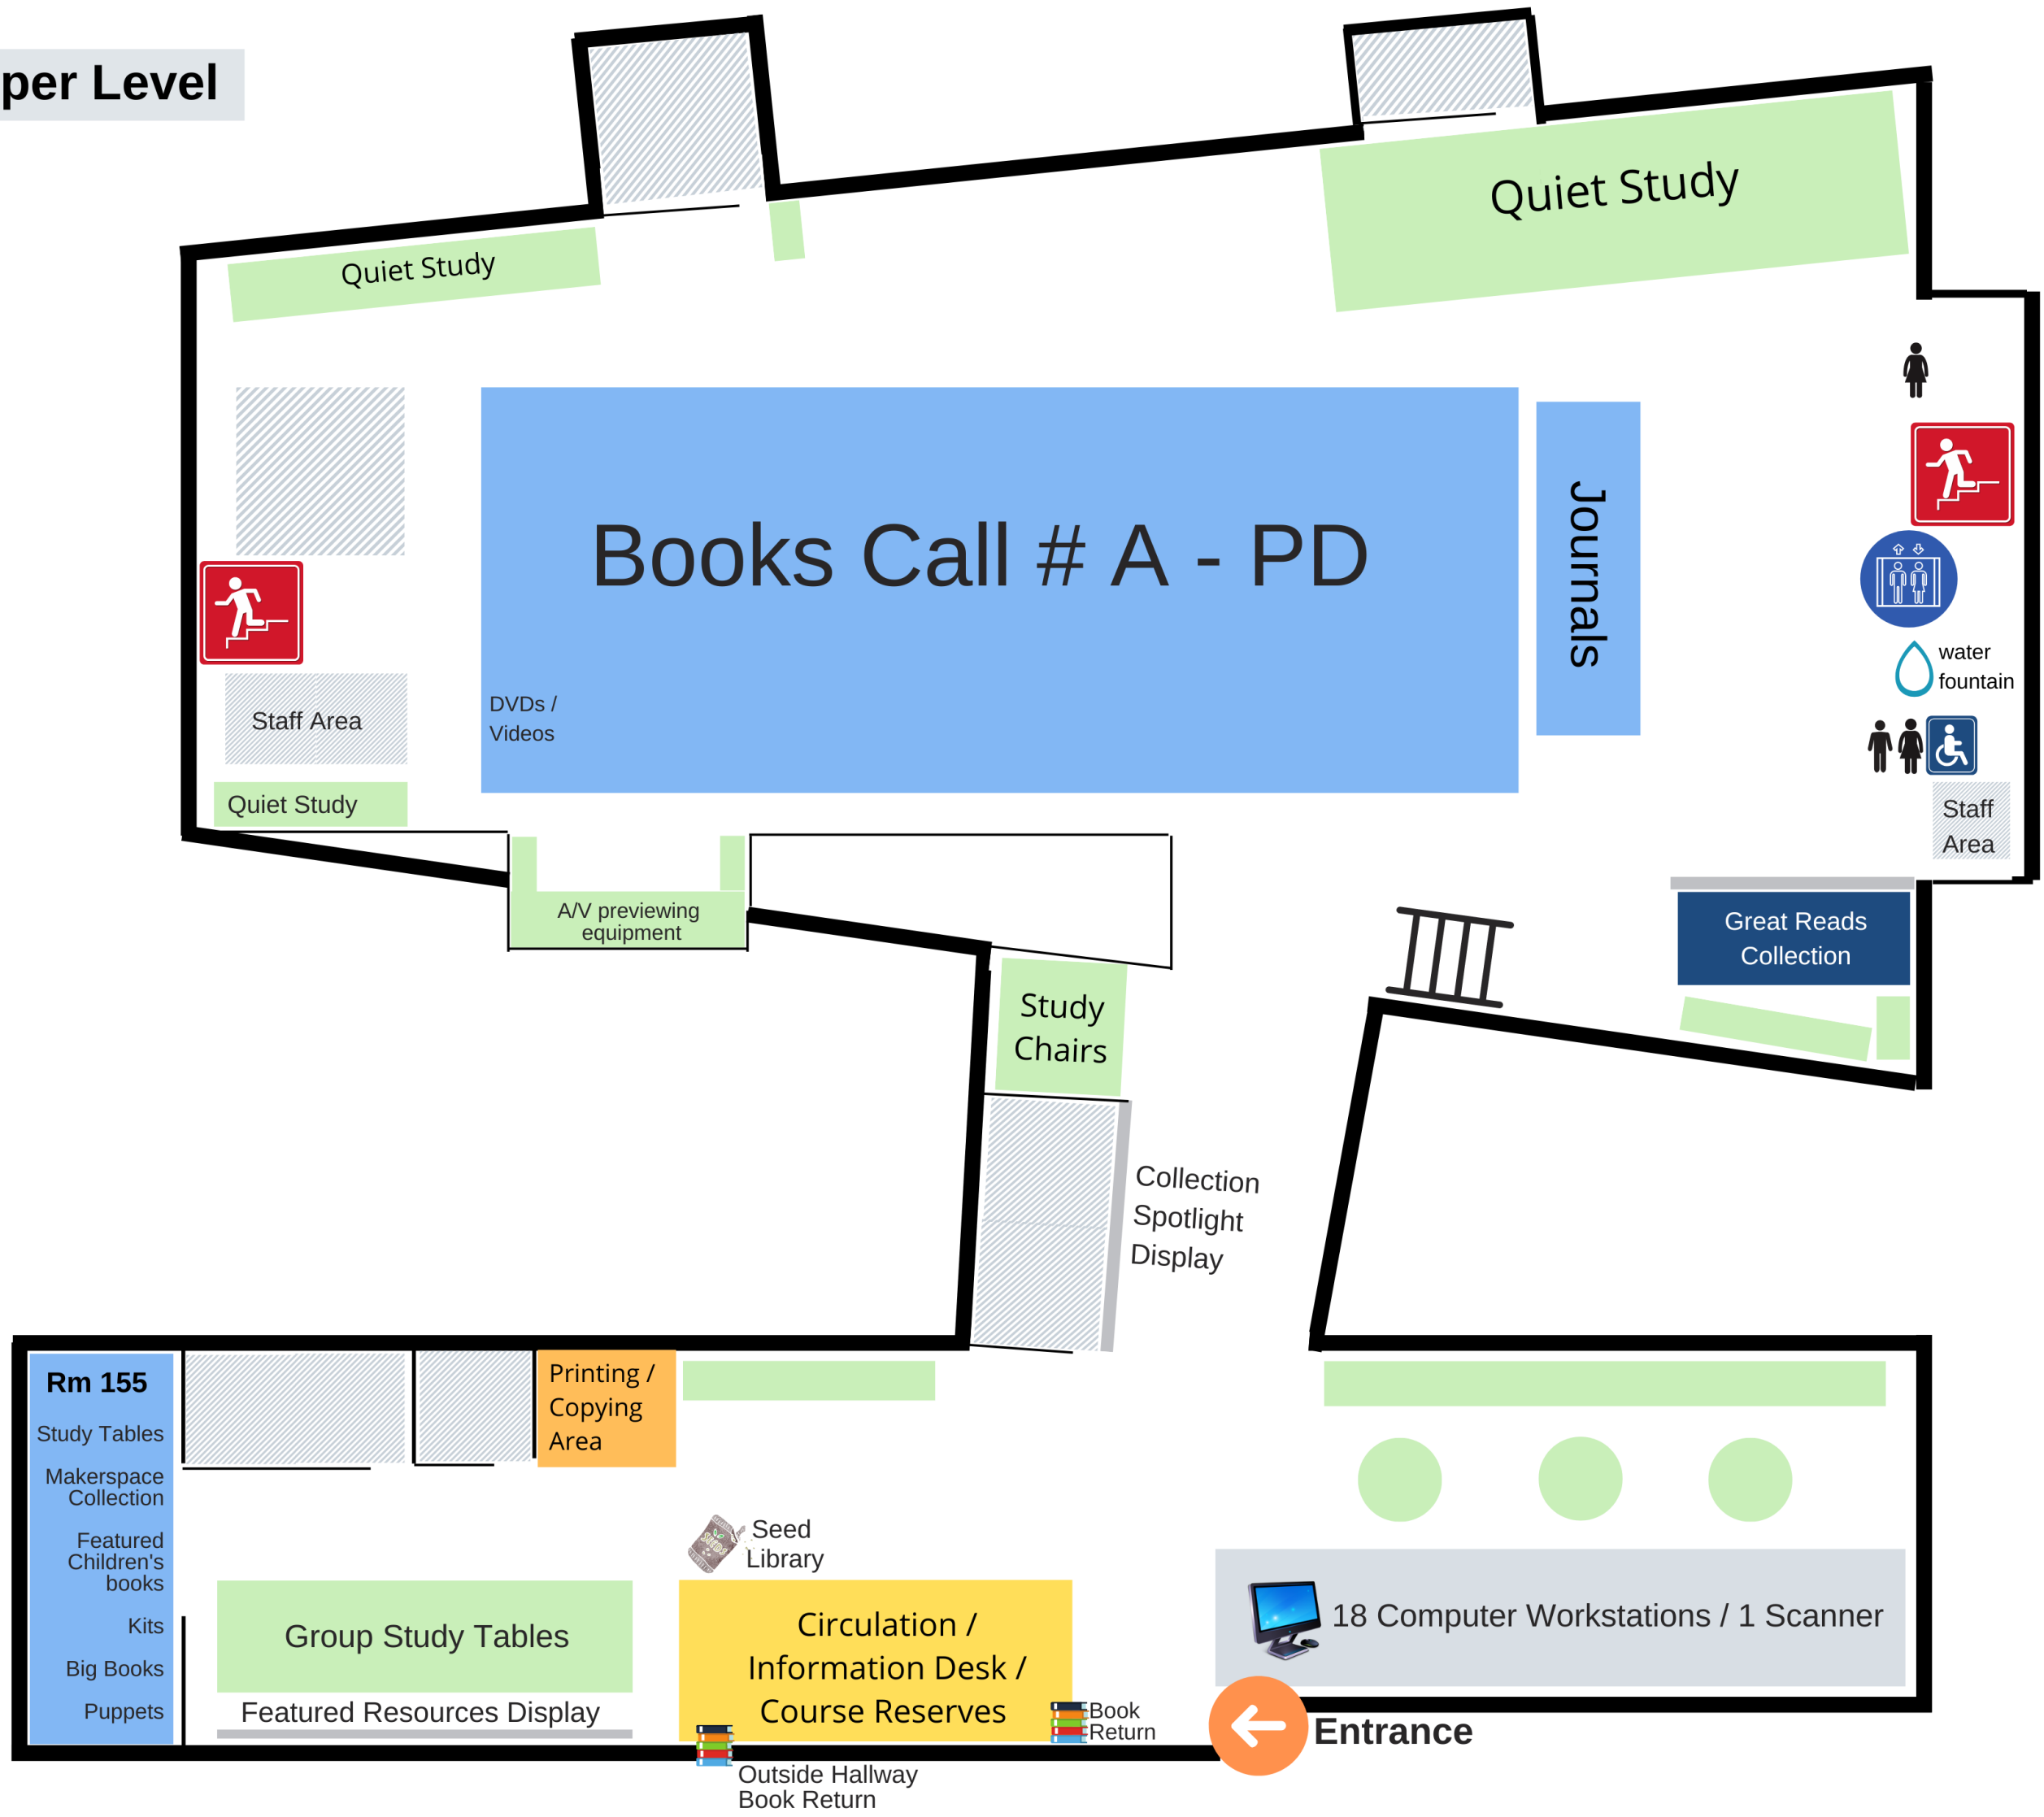 per Level
Quiet Study
Quiet Study
Books Call # A - PD
Journals
DVDs /
Videos
water
fountain
Staff Area
Quiet Study
Staff
Area
A/V previewing
equipment
Great Reads
Collection
Study
Chairs
Collection
Spotlight
Display
Rm 155
Study Tables
Makerspace
Collection
Featured
Children's
books
Kits
Big Books
Puppets
Printing /
Copying
Area
SEEDS
Seed
Library
Group Study Tables
Featured Resources Display
Circulation /
Information Desk /
Course Reserves
Book
Return
18 Computer Workstations / 1 Scanner
Entrance
Outside Hallway
Book Return